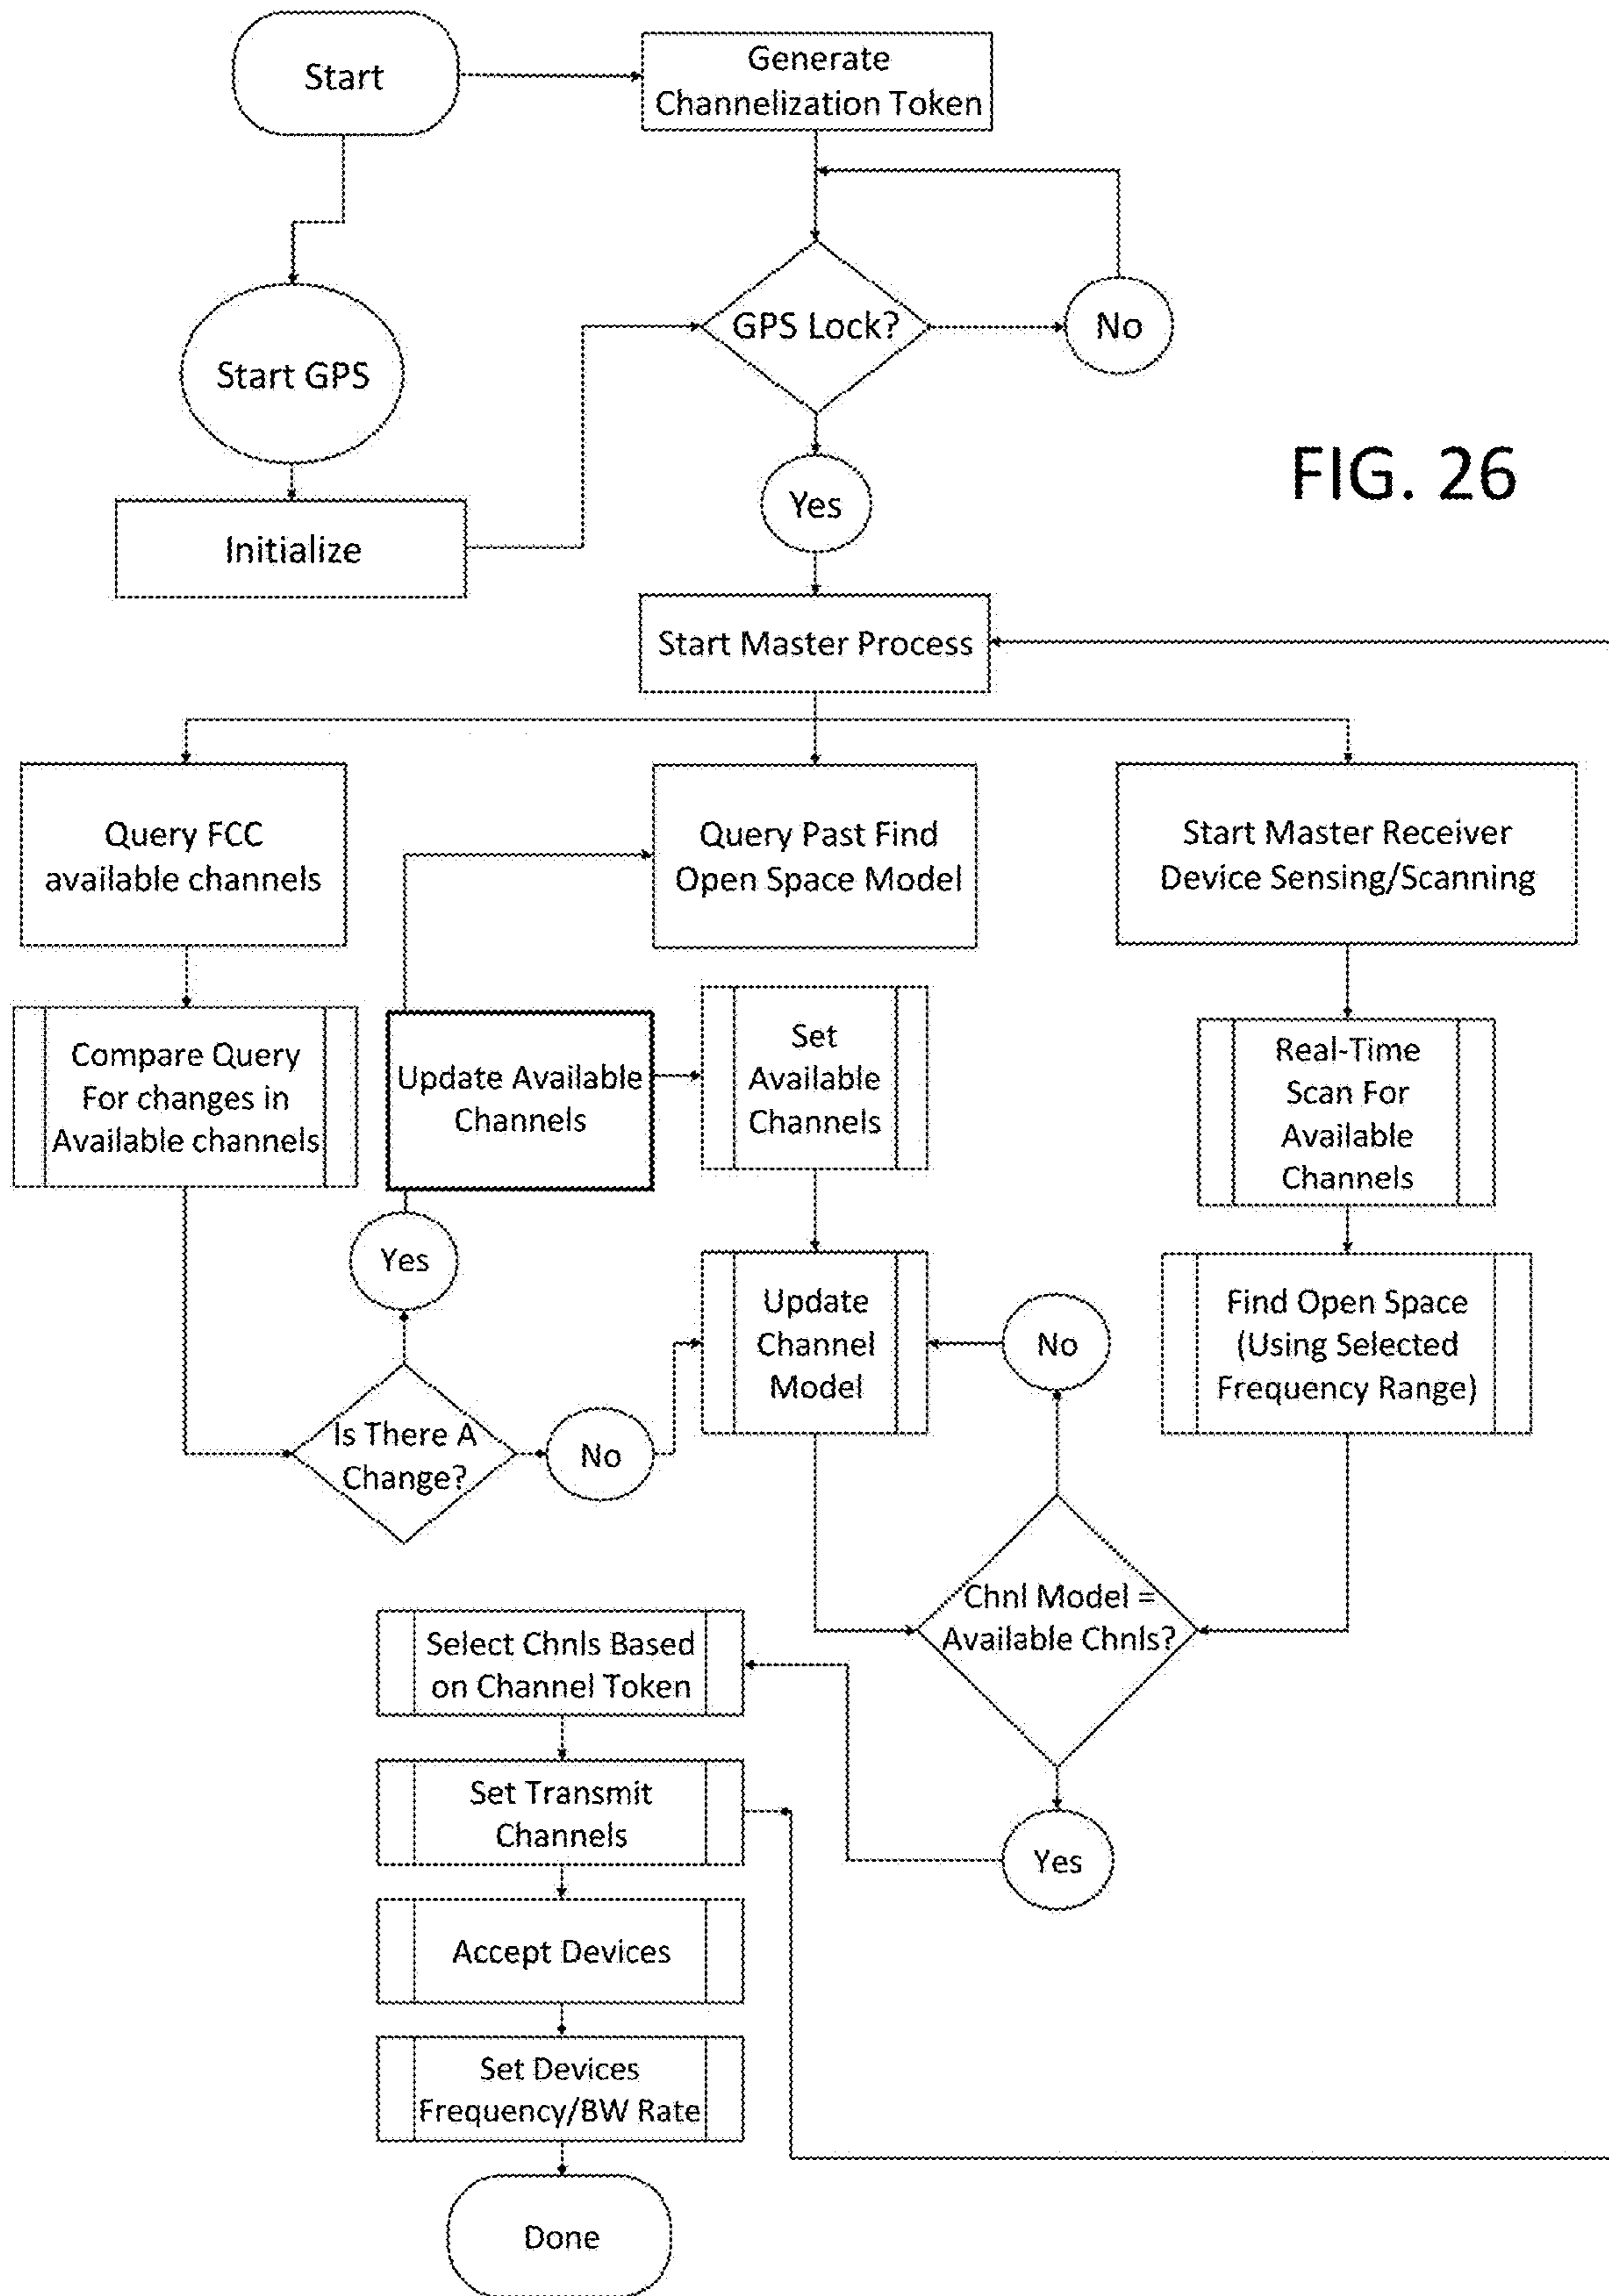 Start
Generate
Channelization Token
GPS Lock?
No
Start GPS
FIG. 26
Yes
Initialize
Start Master Process
Query FCC
available channels
Query Past Find
Open Space Model
Start Master Receiver
Device Sensing/Scanning
Compare Query
For changes in
Available channels
Update Available
Channels
Set
Available
Channels
Real-Time
Scan For
Available
Channels
Yes
Update
Channel
Model
No
Find Open Space
(Using Selected
Frequency Range)
Is There A
Change?
No
Chnl Model =
Available Chnls?
Select Chnls Based
on Channel Token
Set Transmit
Channels
Yes
Accept Devices
Set Devices
Frequency/BW Rate
Done